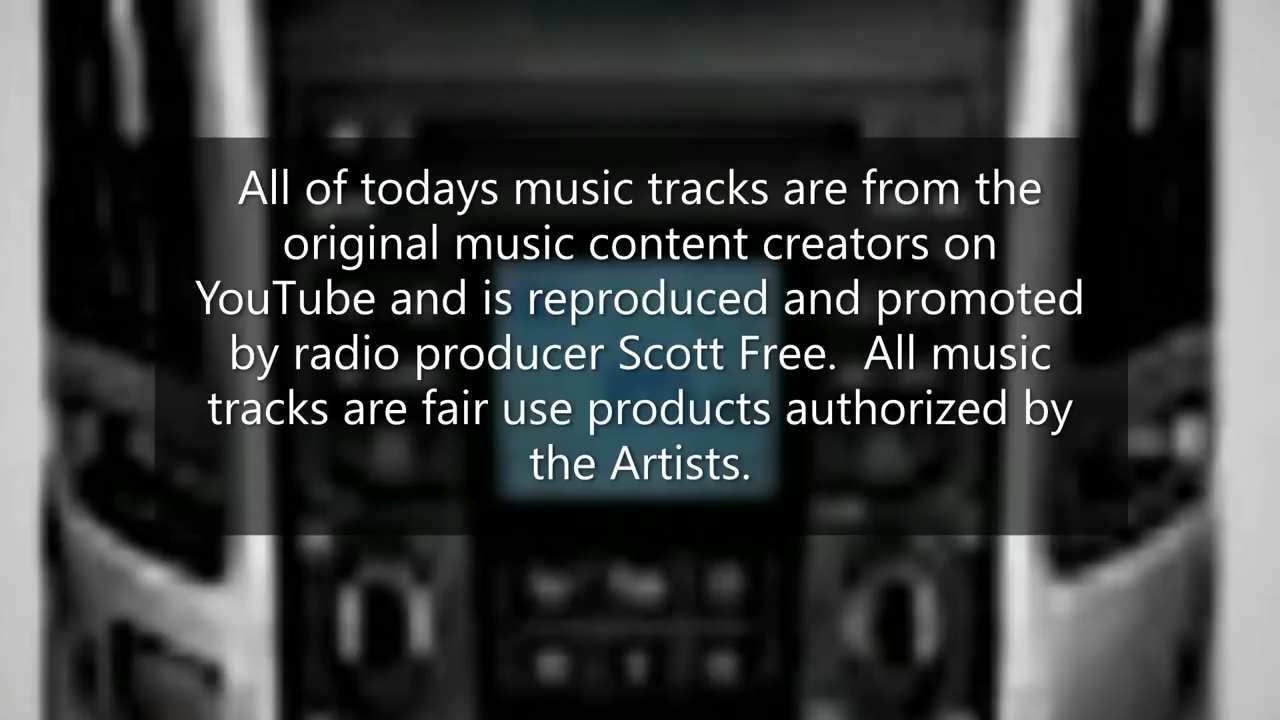 All of todays music tracks are from the
original music content creators on
YouTube and is reproduced and promoted
by radio producer Scott Free.  All music
tracks are fair use products authorized by
the Artists.